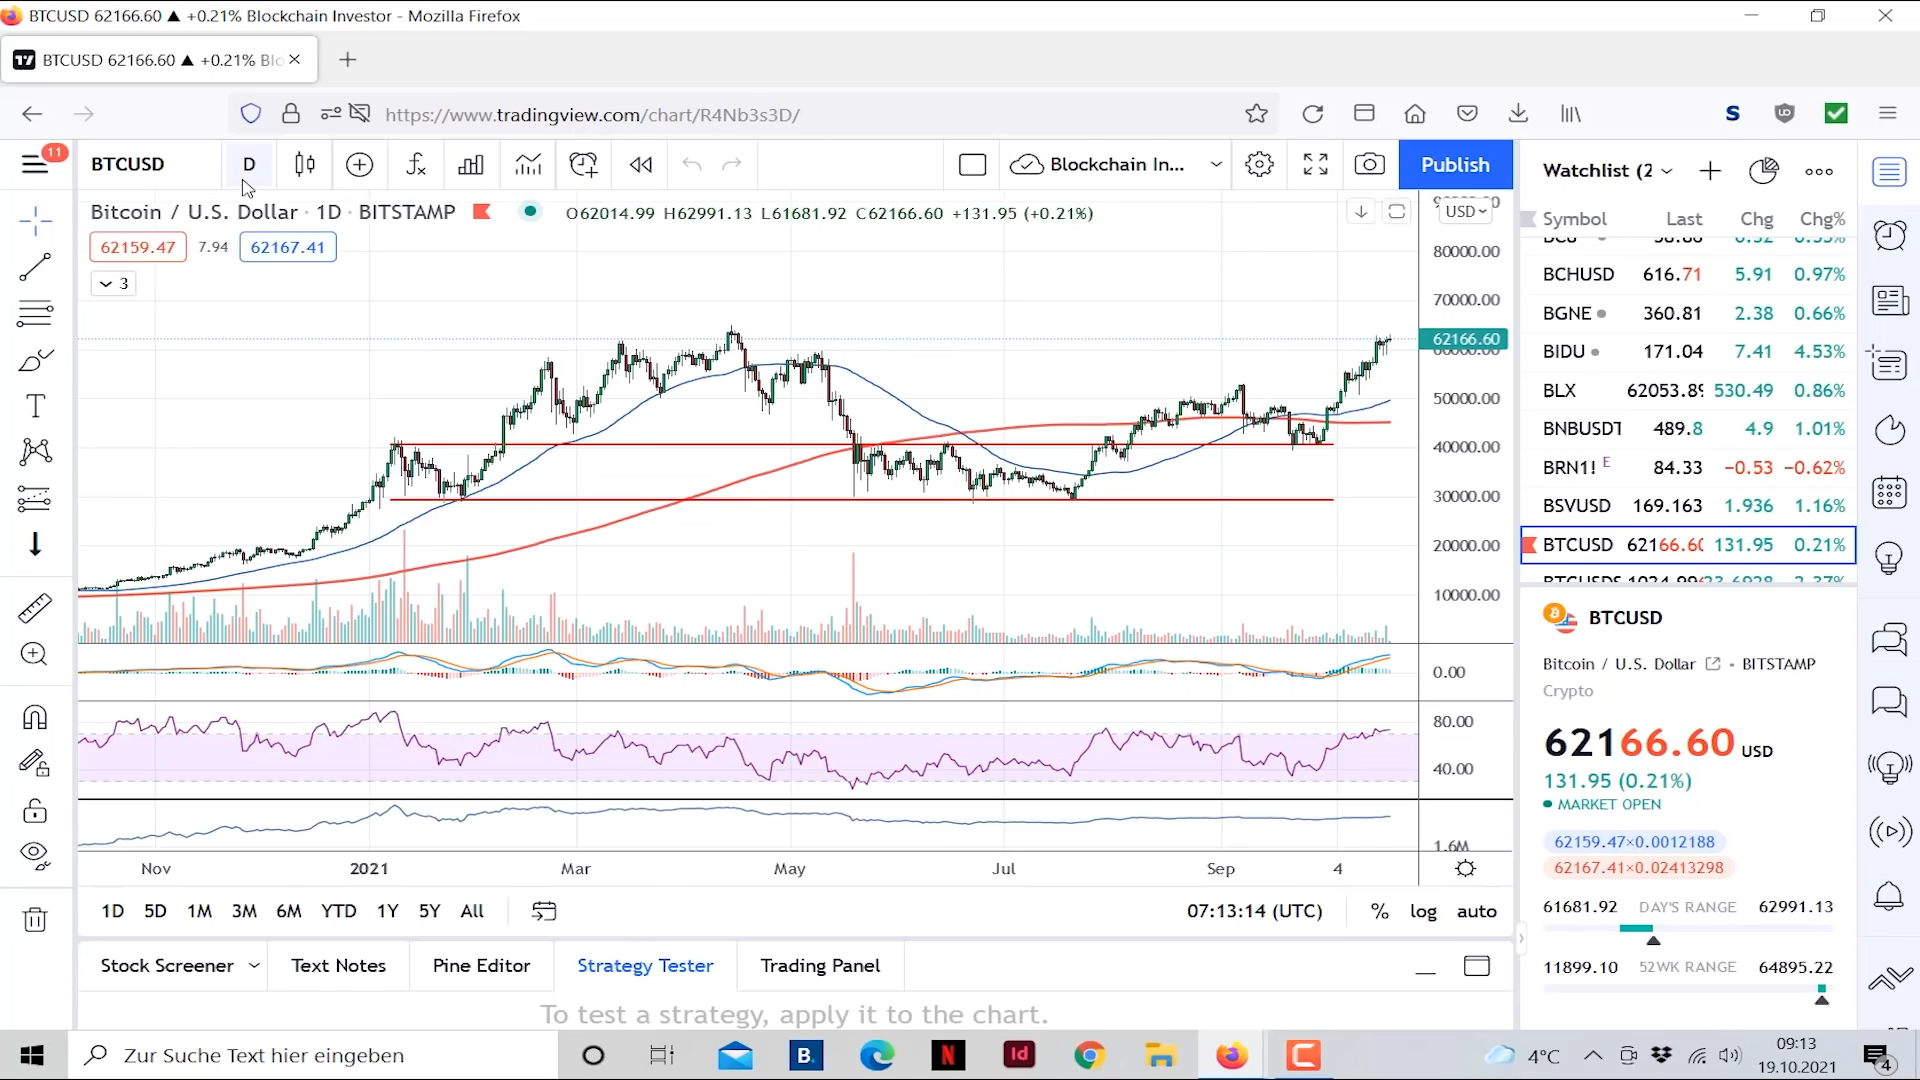 BTCUSD 62166.60 ▲ +0.21% Blockchain Investor - Mozilla Firefox
BTCUSD 62166.60 ▲ +0.21% Blo
https://www.tradingview.com/chart/R4Nb3s3D/
11
BTCUSD
D
Blockchain In...
Publish
Bitcoin / U.S. Dollar · 1D · BITSTAMP
O62014.99 H62991.13 L61681.92 C62166.60 +131.95 (+0.21%)
62159.47 7.94 62167.41
3
USD
80000.00
70000.00
62166.60
60000.00
50000.00
40000.00
30000.00
20000.00
10000.00
0.00
80.00
40.00
1.6M
Nov 2021 Mar May Jul Sep 4
1D 5D 1M 3M 6M YTD 1Y 5Y All
07:13:14 (UTC) % log auto
Stock Screener Text Notes Pine Editor Strategy Tester Trading Panel
To test a strategy, apply it to the chart.
Watchlist (2
Symbol Last Chg Chg%
BCHUSD 616.71 5.91 0.97%
BGNE 360.81 2.38 0.66%
BIDU 171.04 7.41 4.53%
BLX 62053.89 530.49 0.86%
BNBUSDT 489.8 4.9 1.01%
BRN1! E 84.33 −0.53 −0.62%
BSVUSD 169.163 1.936 1.16%
BTCUSD 62166.60 131.95 0.21%
BTCUSD
Bitcoin / U.S. Dollar BITSTAMP
Crypto
62166.60 USD
131.95 (0.21%)
MARKET OPEN
62159.47×0.0012188
62167.41×0.02413298
61681.92 DAY'S RANGE 62991.13
11899.10 52WK RANGE 64895.22
Zur Suche Text hier eingeben
B.
N
Id
4°C
09:13
19.10.2021
4